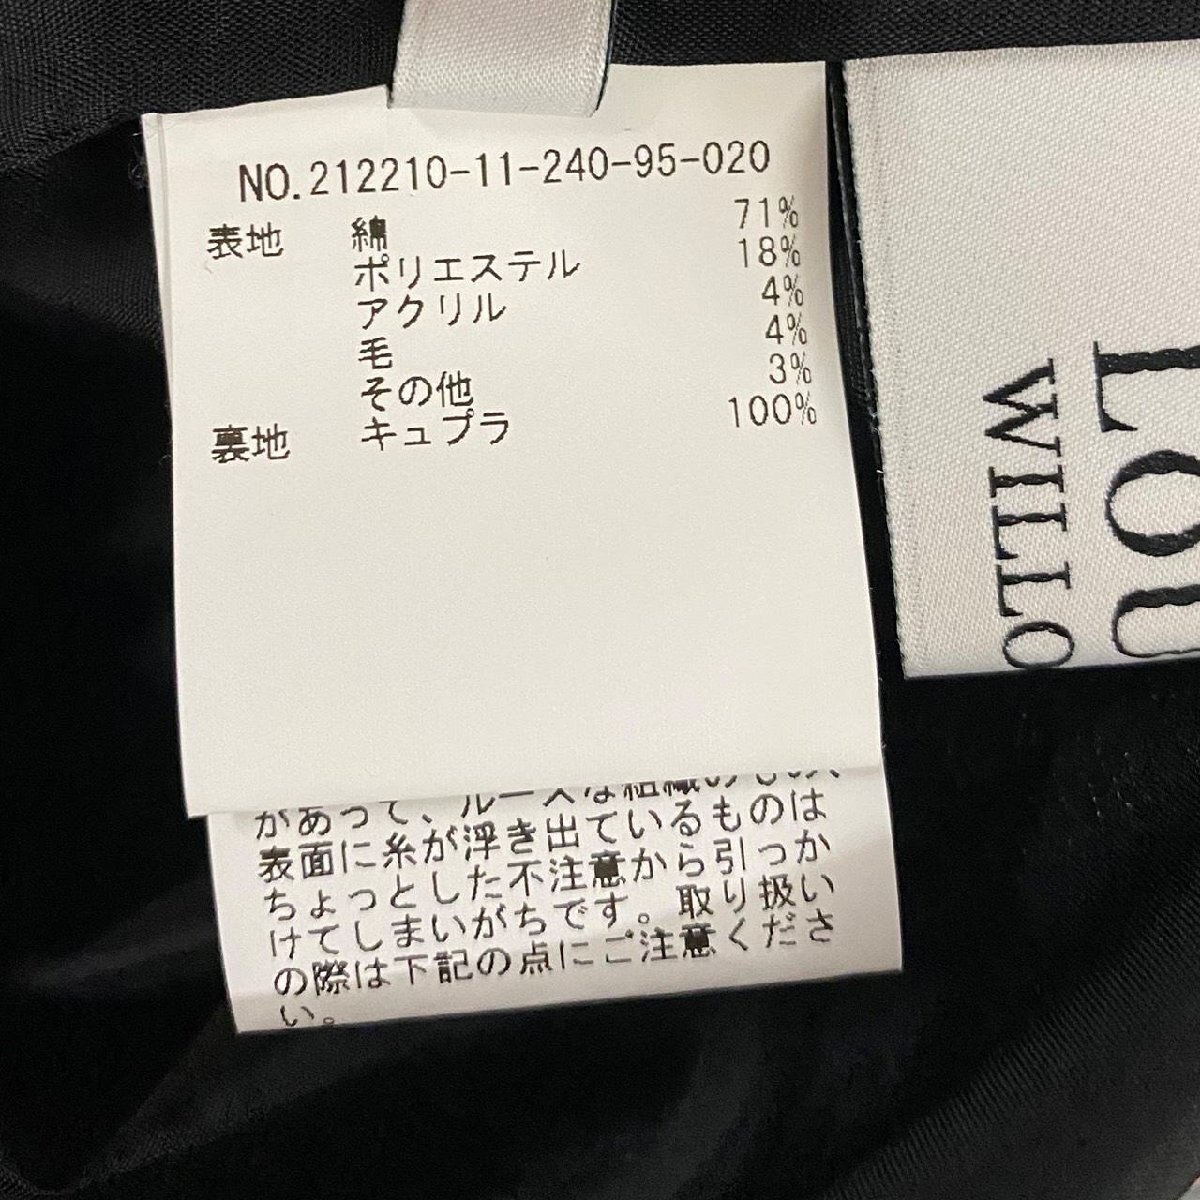 NO.212210-11-240-95-020
表地 綿 71%
ポリエステル 18%
アクリル 4%
毛 4%
その他 3%
裏地 キュプラ 100%
があって、ルーズな組織のもの、
表面に糸が浮き出ているものは
ちょっとした不注意から引っか
けてしまいがちです。取り扱い
の際は下記の点にご注意くださ
い。
LOU
WILLO